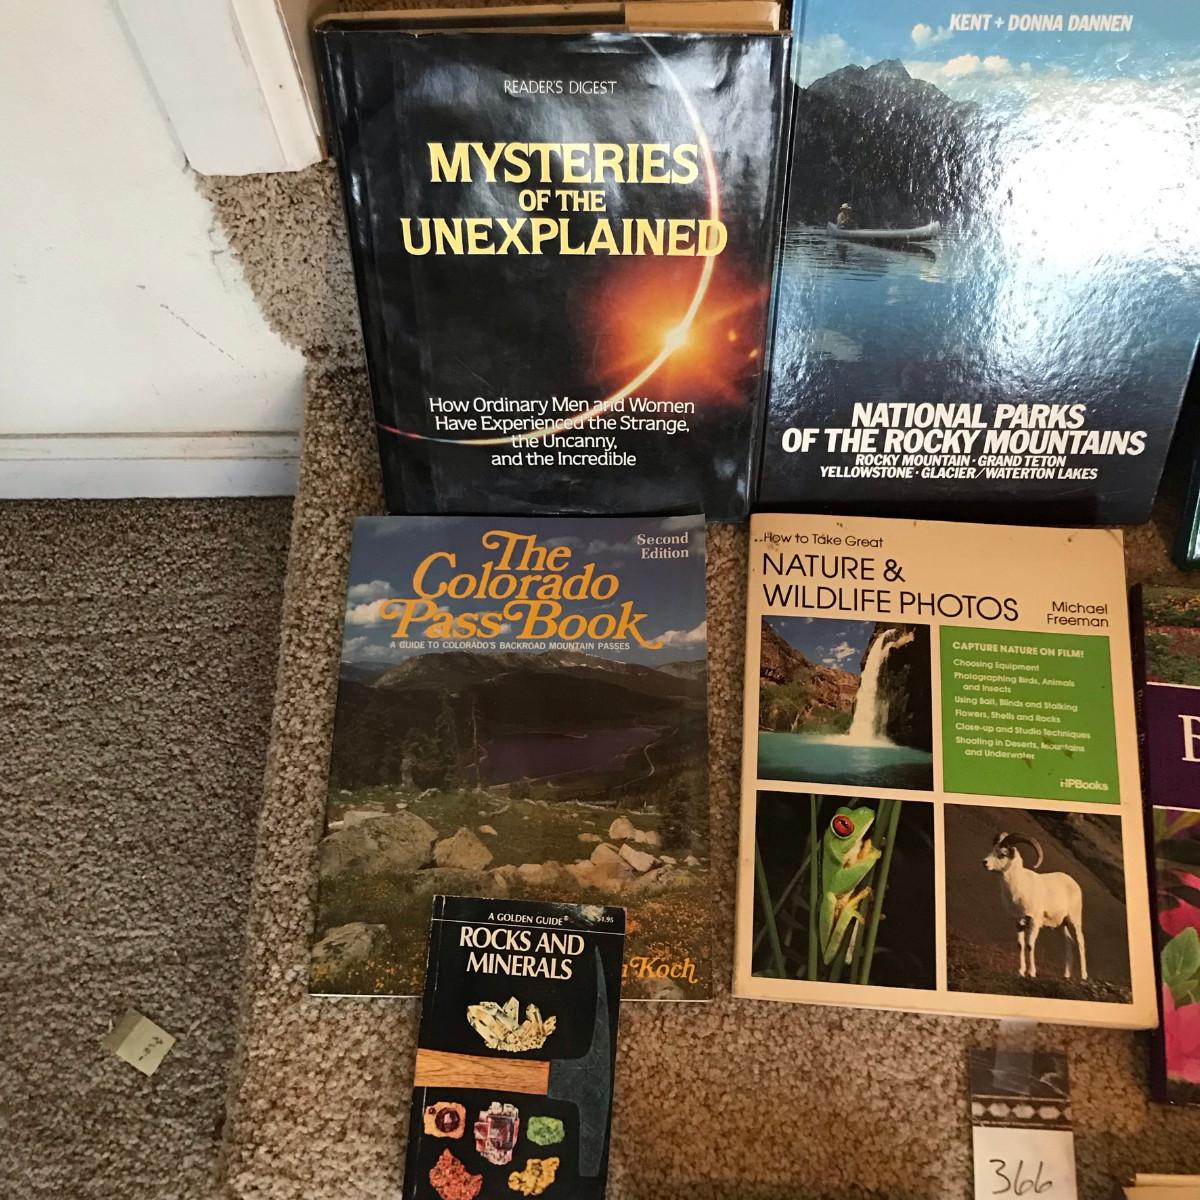 READER'S DIGEST
MYSTERIES
OF THE
UNEXPLAINED
How Ordinary Men and Women
Have Experienced the Strange,
the Uncanny,
and the Incredible
KENT + DONNA DANNEN
NATIONAL PARKS
OF THE ROCKY MOUNTAINS
ROCKY MOUNTAIN · GRAND TETON
YELLOWSTONE · GLACIER/WATERTON LAKES
The
Colorado
Pass Book
Second
Edition
A GUIDE TO COLORADO'S BACKROAD MOUNTAIN PASSES
Koch
..How to Take Great
NATURE &
WILDLIFE PHOTOS
Michael
Freeman
CAPTURE NATURE ON FILM!
Choosing Equipment
Photographing Birds, Animals
and Insects
Using Bait, Blinds and Stalking
Flowers, Shells and Rocks
Close-up and Studio Techniques
Shooting in Deserts, Mountains
and Underwater
HPBooks
A GOLDEN GUIDE®
$1.95
ROCKS AND
MINERALS
366